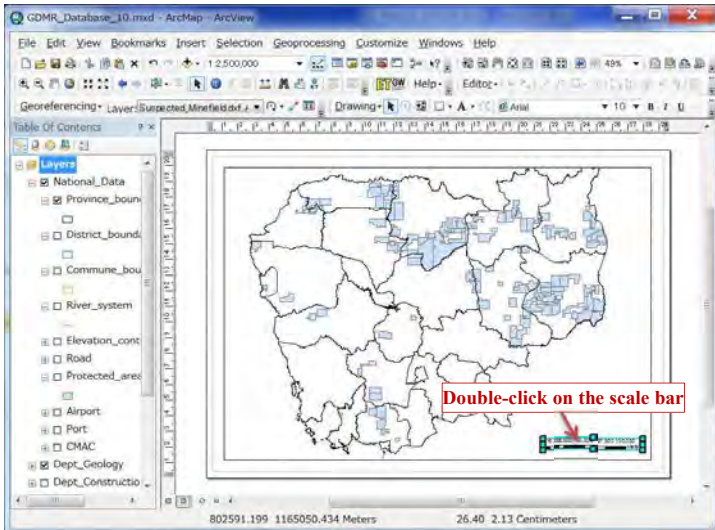 GDMR_Database_10.mxd - ArcMap - ArcView
File Edit View Bookmarks Insert Selection Geoprocessing Customize Windows Help
1:2,500,000
49%
ETGW Help- Editor-
Georeferencing- Layer: Drawing- A Arial 10 B I U
Table Of Contents
Layers
National_Data
Province_boun
District_bounda
Commune_bou
River_system
Elevation_cont
Road
Protected_area
Airport
Port
CMAC
Dept_Geology
Dept_Constructio
Double-click on the scale bar
802591.199 1165050.434 Meters 26.40 2.13 Centimeters